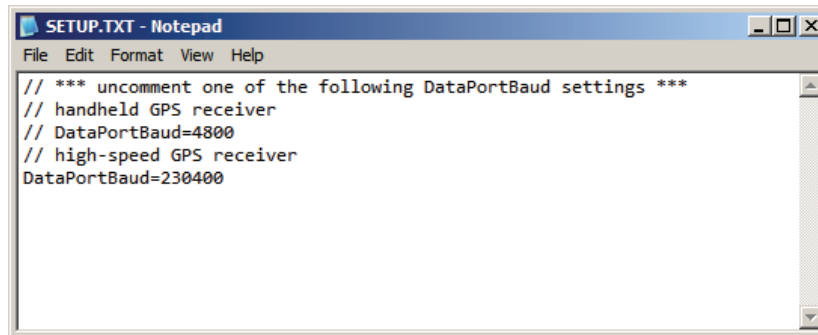 SETUP.TXT - Notepad
File Edit Format View Help
// *** uncomment one of the following DataPortBaud settings ***
// handheld GPS receiver
// DataPortBaud=4800
// high-speed GPS receiver
DataPortBaud=230400